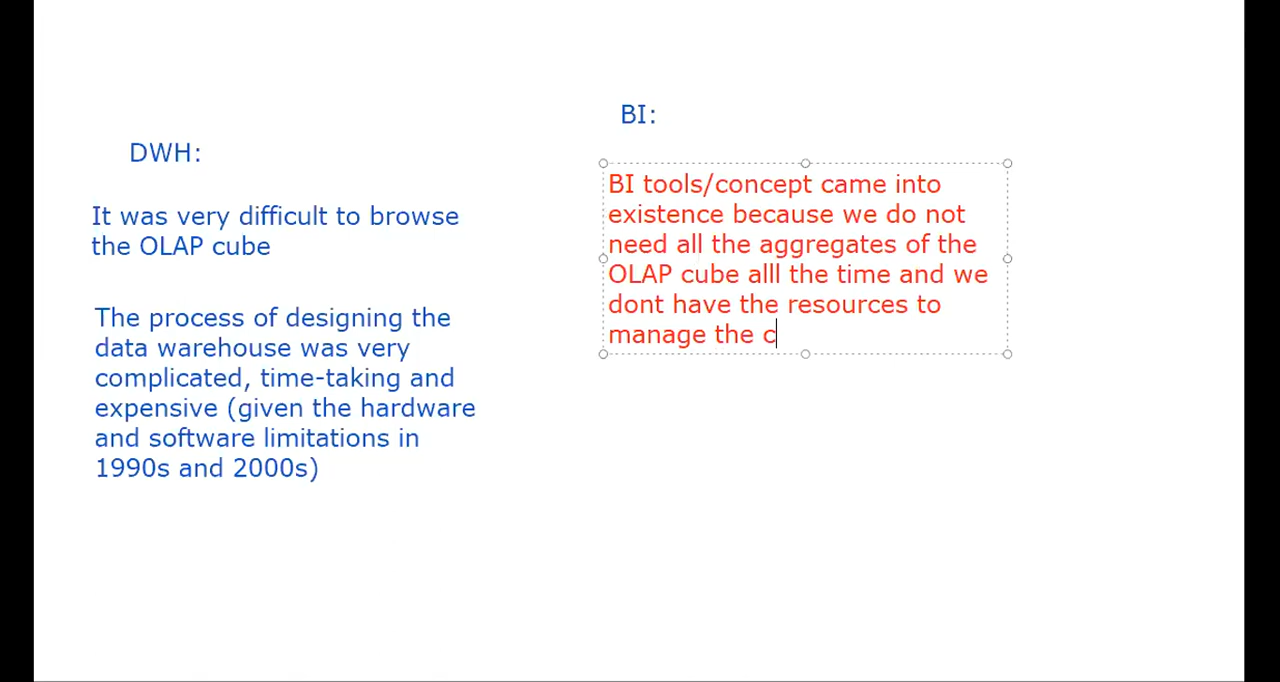 DWH:
It was very difficult to browse
the OLAP cube
The process of designing the
data warehouse was very
complicated, time-taking and
expensive (given the hardware
and software limitations in
1990s and 2000s)
BI:
BI tools/concept came into
existence because we do not
need all the aggregates of the
OLAP cube alll the time and we
dont have the resources to
manage the c